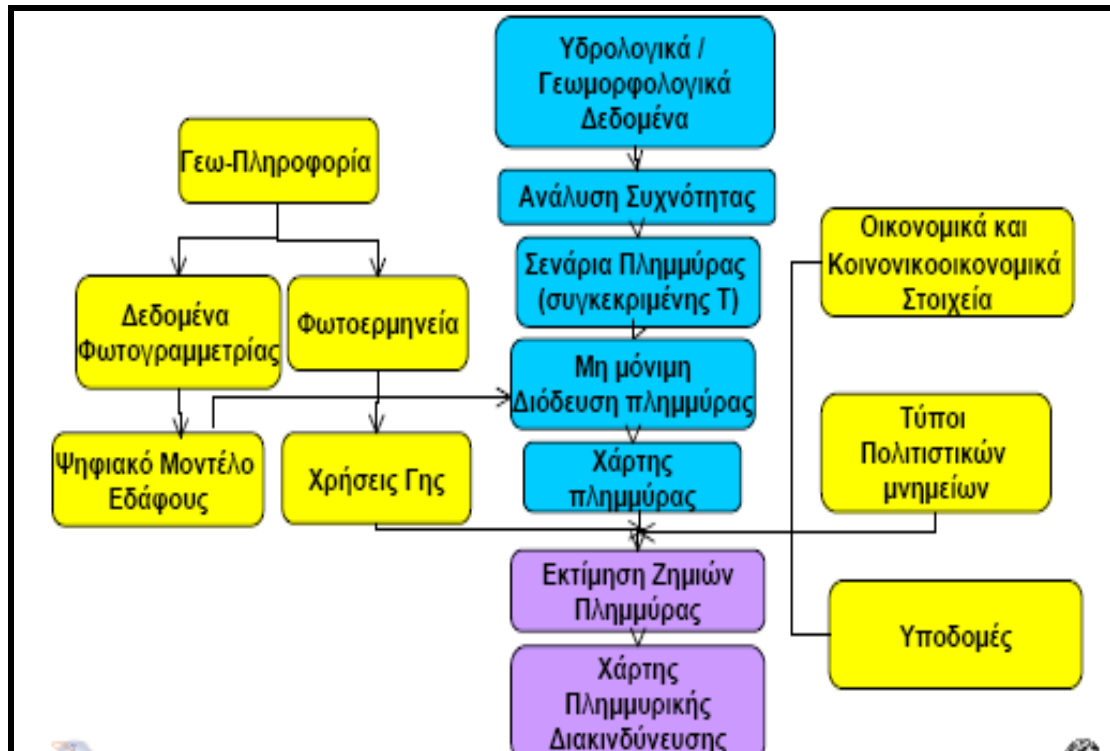 Υδρολογικά /
Γεωμορφολογικά
Δεδομένα
Γεω-Πληροφορία
Ανάλυση Συχνότητας
Οικονομικά και
Κοινονικοοικονομικά
Στοιχεία
Σενάρια Πλημμύρας
(συγκεκριμένης Τ)
Δεδομένα
Φωτογραμμετρίας
Φωτοερμηνεία
Μη μόνιμη
Διόδευση πλημμύρας
Τύποι
Πολιτιστικών
μνημείων
Ψηφιακό Μοντέλο
Εδάφους
Χρήσεις Γης
Χάρτης
πλημμύρας
Εκτίμηση Ζημιών
Πλημμύρας
Υποδομές
Χάρτης
Πλημμυρικής
Διακινδύνευσης